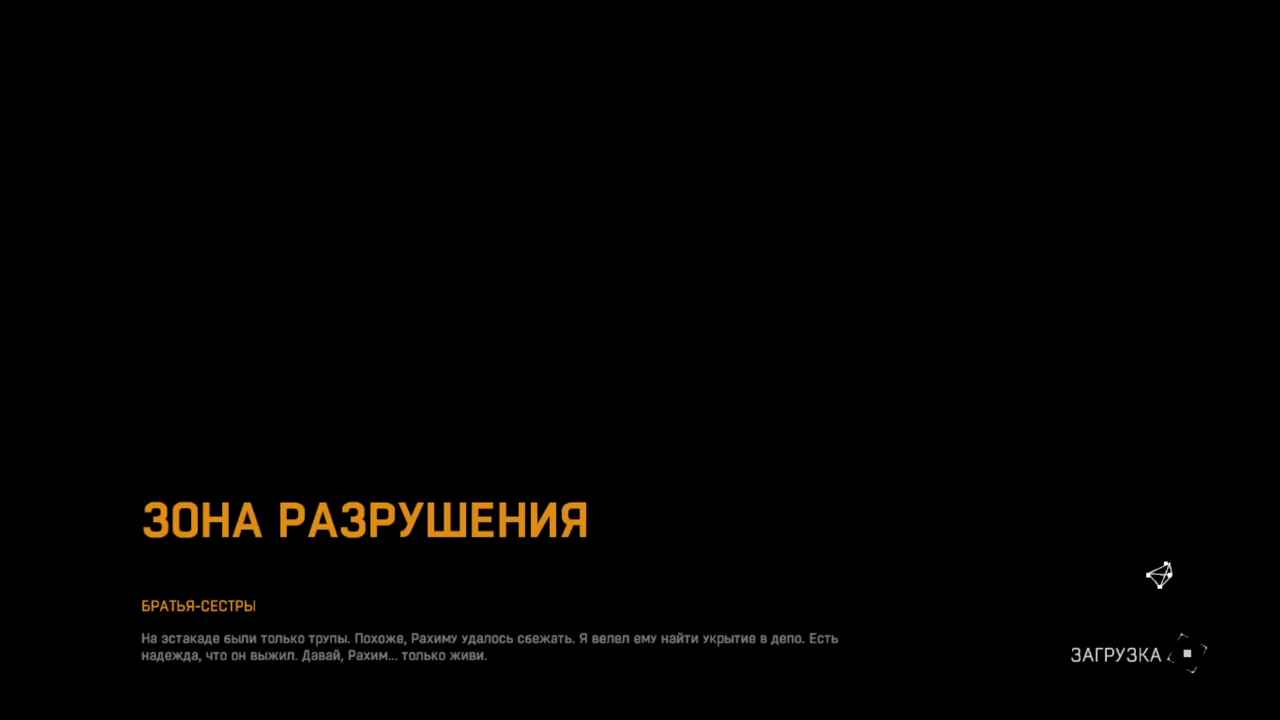 ЗОНА РАЗРУШЕНИЯ
БРАТЬЯ-СЕСТРЫ
На эстакаде были только трупы. Похоже, Рахиму удалось сбежать. Я велел ему найти укрытие в депо. Есть
надежда, что он выжил. Давай, Рахим... только живи.
ЗАГРУЗКА